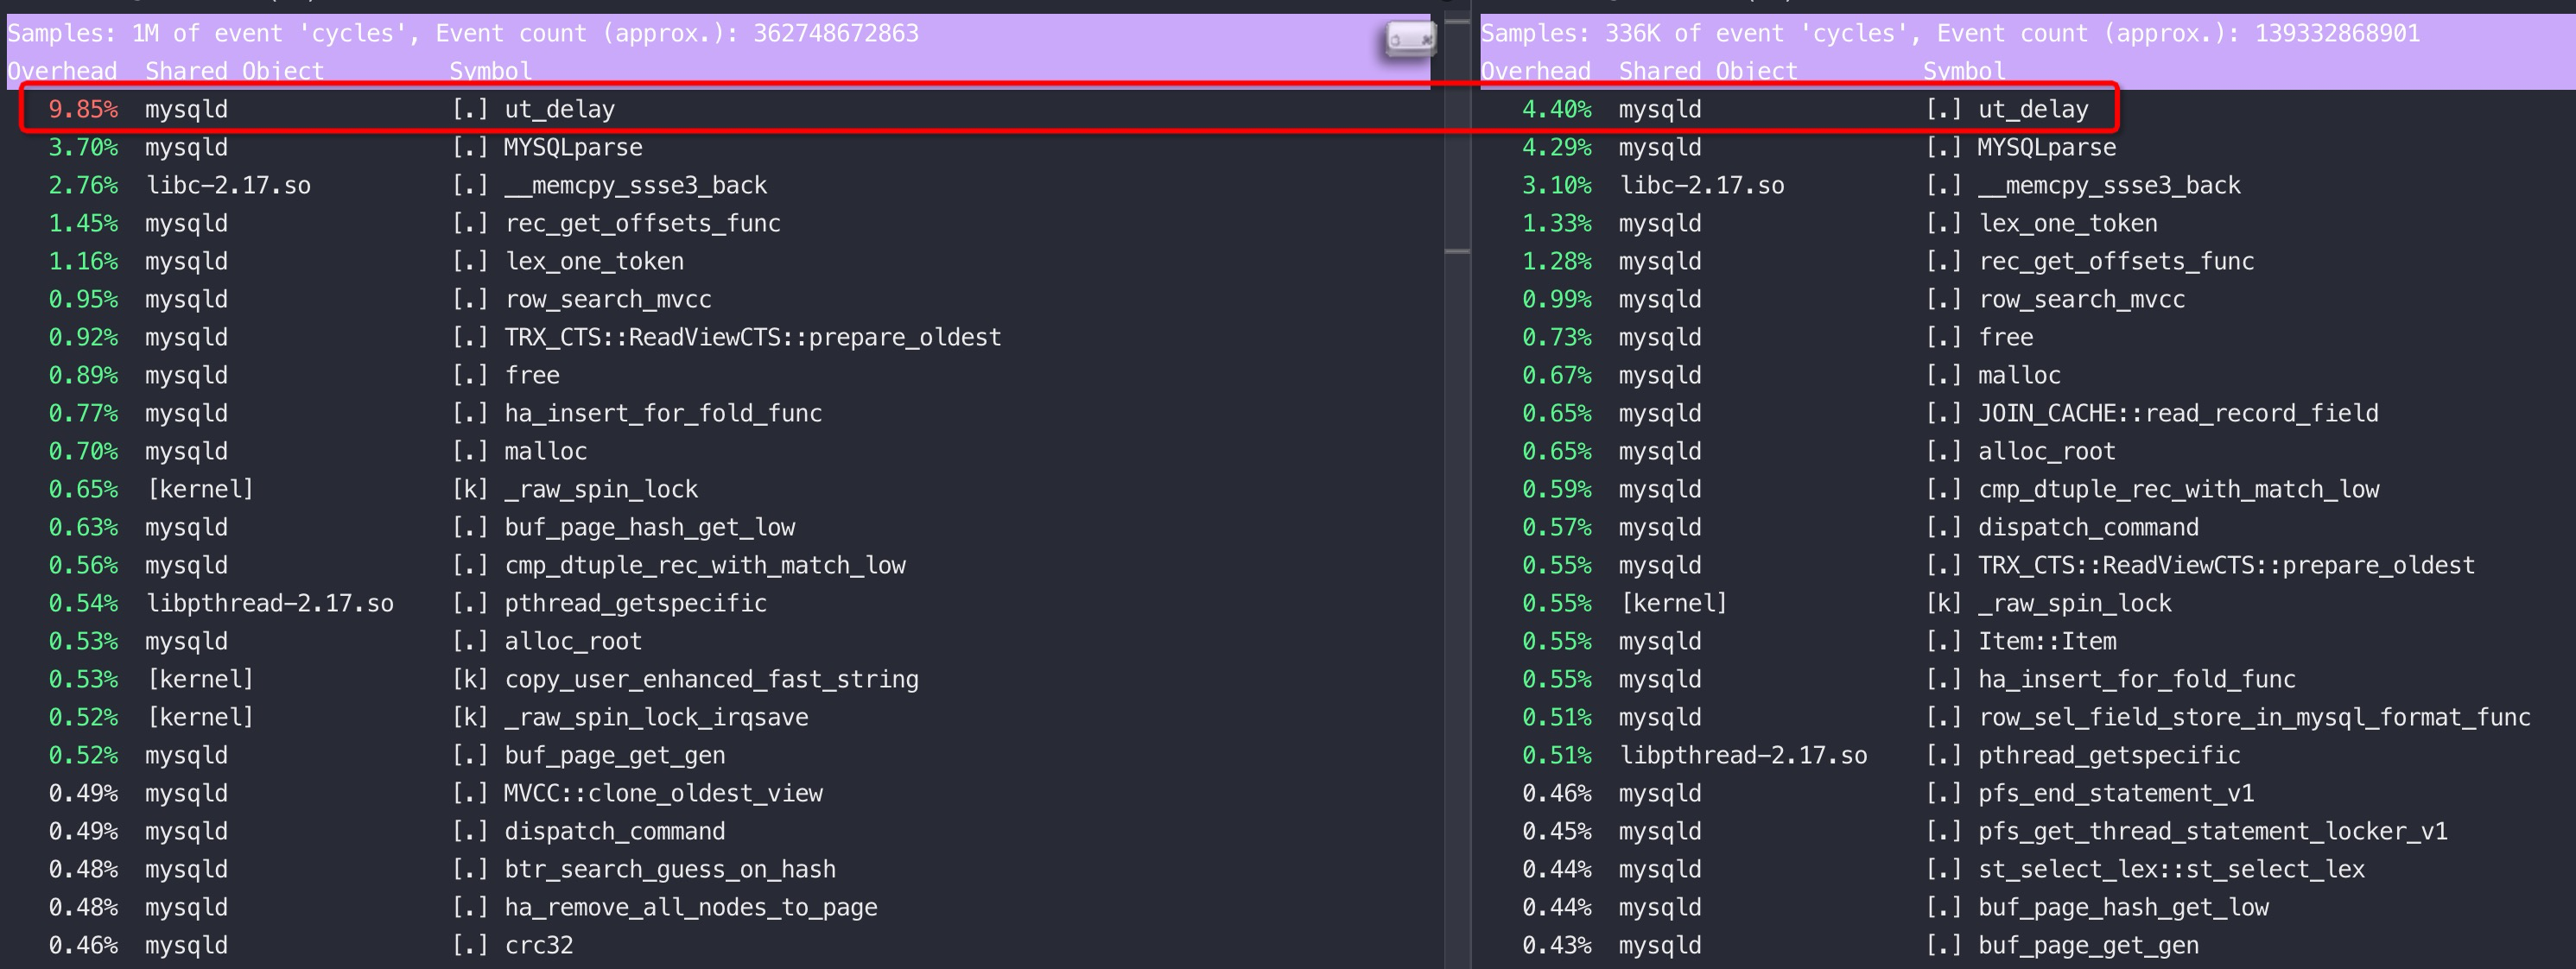 Samples: 1M of event 'cycles', Event count (approx.): 362748672863
Overhead  Shared Object  Symbol
9.85%  mysqld  [.] ut_delay
3.70%  mysqld  [.] MYSQLparse
2.76%  libc-2.17.so  [.] __memcpy_ssse3_back
1.45%  mysqld  [.] rec_get_offsets_func
1.16%  mysqld  [.] lex_one_token
0.95%  mysqld  [.] row_search_mvcc
0.92%  mysqld  [.] TRX_CTS::ReadViewCTS::prepare_oldest
0.89%  mysqld  [.] free
0.77%  mysqld  [.] ha_insert_for_fold_func
0.70%  mysqld  [.] malloc
0.65%  [kernel]  [k] _raw_spin_lock
0.63%  mysqld  [.] buf_page_hash_get_low
0.56%  mysqld  [.] cmp_dtuple_rec_with_match_low
0.54%  libpthread-2.17.so  [.] pthread_getspecific
0.53%  mysqld  [.] alloc_root
0.53%  [kernel]  [k] copy_user_enhanced_fast_string
0.52%  [kernel]  [k] _raw_spin_lock_irqsave
0.52%  mysqld  [.] buf_page_get_gen
0.49%  mysqld  [.] MVCC::clone_oldest_view
0.49%  mysqld  [.] dispatch_command
0.48%  mysqld  [.] btr_search_guess_on_hash
0.48%  mysqld  [.] ha_remove_all_nodes_to_page
0.46%  mysqld  [.] crc32
Samples: 336K of event 'cycles', Event count (approx.): 139332868901
Overhead  Shared Object  Symbol
4.40%  mysqld  [.] ut_delay
4.29%  mysqld  [.] MYSQLparse
3.10%  libc-2.17.so  [.] __memcpy_ssse3_back
1.33%  mysqld  [.] lex_one_token
1.28%  mysqld  [.] rec_get_offsets_func
0.99%  mysqld  [.] row_search_mvcc
0.73%  mysqld  [.] free
0.67%  mysqld  [.] malloc
0.65%  mysqld  [.] JOIN_CACHE::read_record_field
0.65%  mysqld  [.] alloc_root
0.59%  mysqld  [.] cmp_dtuple_rec_with_match_low
0.57%  mysqld  [.] dispatch_command
0.55%  mysqld  [.] TRX_CTS::ReadViewCTS::prepare_oldest
0.55%  [kernel]  [k] _raw_spin_lock
0.55%  mysqld  [.] Item::Item
0.55%  mysqld  [.] ha_insert_for_fold_func
0.51%  mysqld  [.] row_sel_field_store_in_mysql_format_func
0.51%  libpthread-2.17.so  [.] pthread_getspecific
0.46%  mysqld  [.] pfs_end_statement_v1
0.45%  mysqld  [.] pfs_get_thread_statement_locker_v1
0.44%  mysqld  [.] st_select_lex::st_select_lex
0.44%  mysqld  [.] buf_page_hash_get_low
0.43%  mysqld  [.] buf_page_get_gen